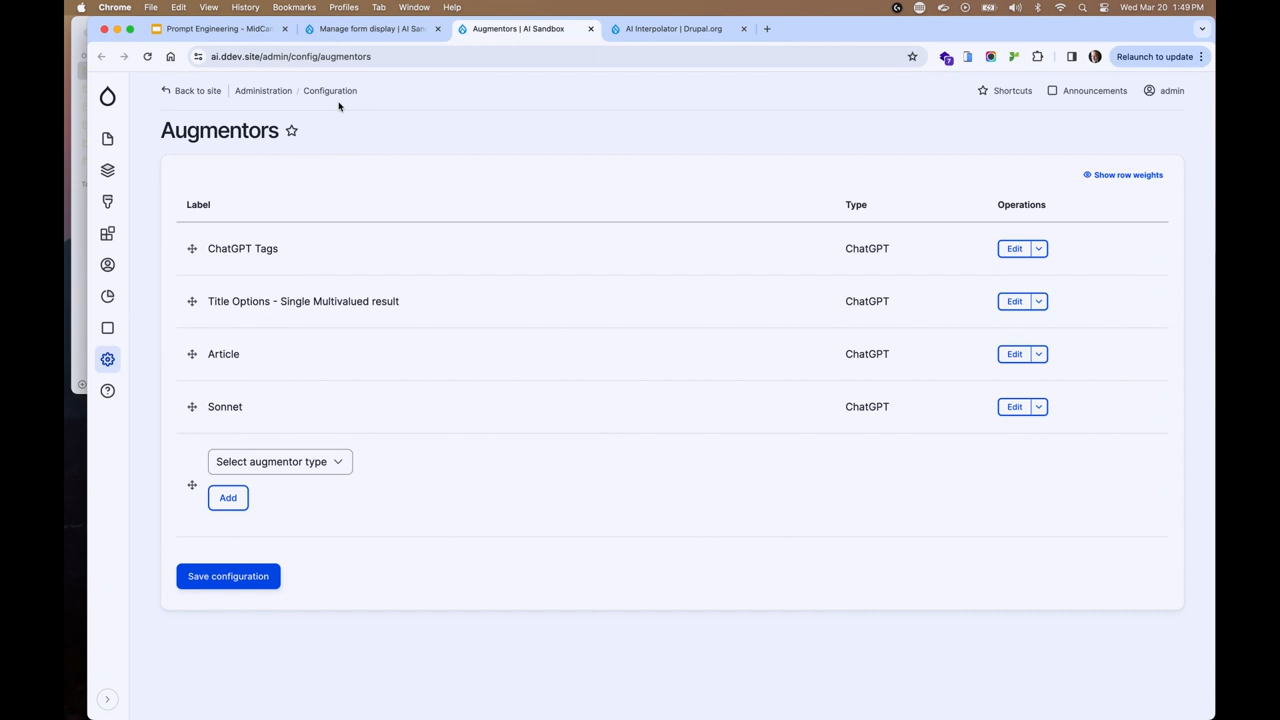 Chrome File Edit View History Bookmarks Profiles Tab Window Help Wed Mar 20 1:49 PM
Prompt Engineering - MidCa Manage form display | AI San Augmentors | AI Sandbox AI Interpolator | Drupal.org
ai.ddev.site/admin/config/augmentors 7 Relaunch to update
Back to site Administration / Configuration Shortcuts Announcements admin
Augmentors
Show row weights
Label Type Operations
ChatGPT Tags ChatGPT Edit
Title Options - Single Multivalued result ChatGPT Edit
Article ChatGPT Edit
Sonnet ChatGPT Edit
Select augmentor type
Add
Save configuration